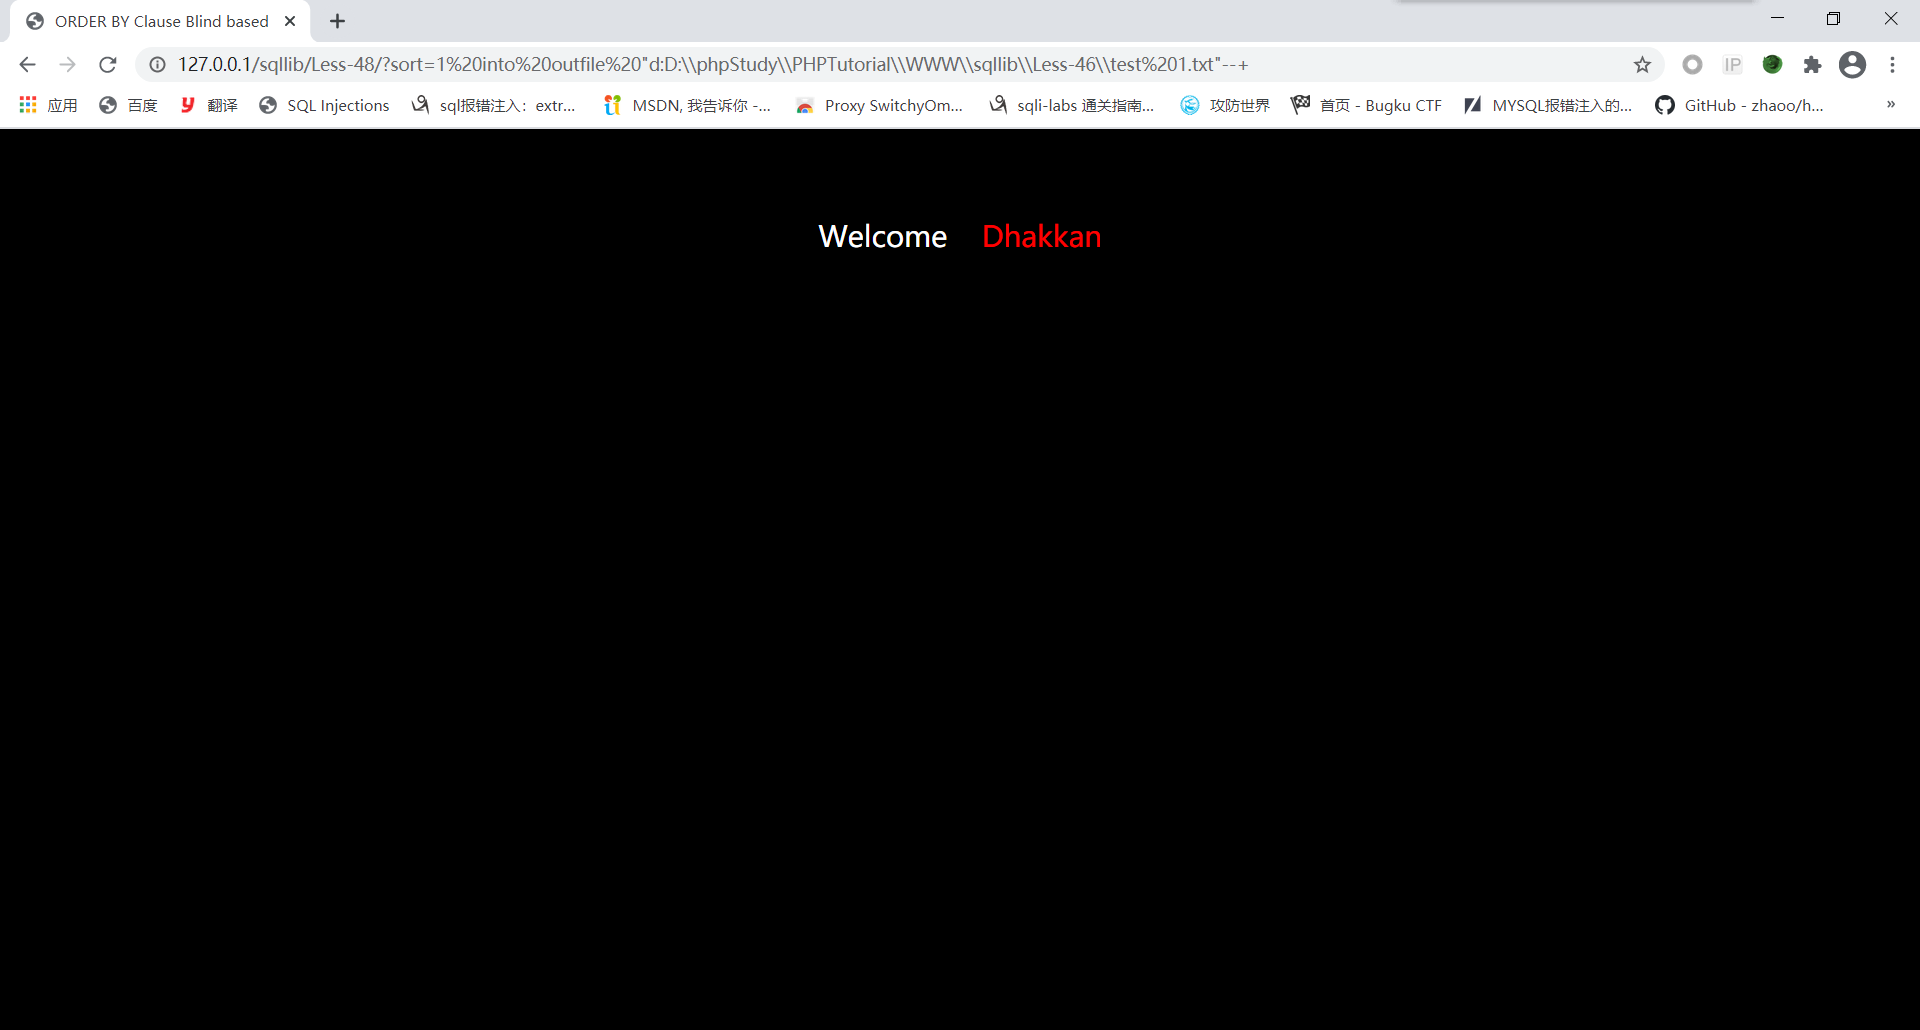 ORDER BY Clause Blind based
127.0.0.1/sqllib/Less-48/?sort=1%20into%20outfile%20"d:D:\\phpStudy\\PHPTutorial\\WWW\\sqllib\\Less-46\\test%201.txt"--+
IP
应用 百度 翻译 SQL Injections sql报错注入：extr... MSDN, 我告诉你 -... Proxy SwitchyOm... sqli-labs 通关指南... 攻防世界 首页 - Bugku CTF MYSQL报错注入的... GitHub - zhaoo/h... »
Welcome Dhakkan